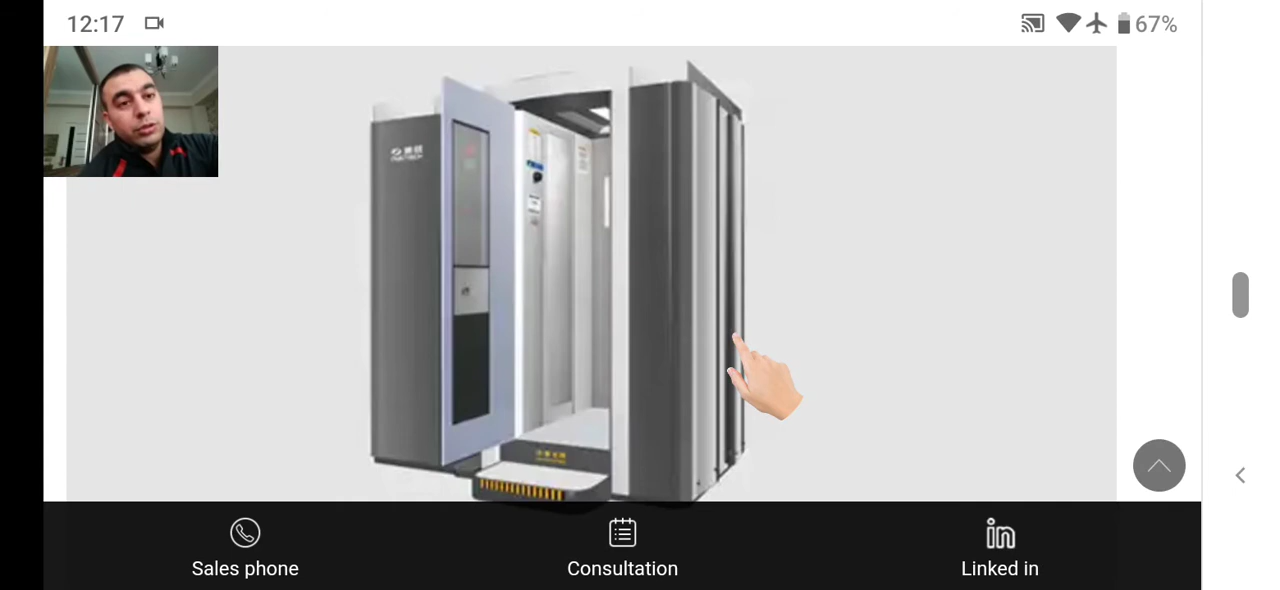 12:17
67%
Sales phone
Consultation
Linked in